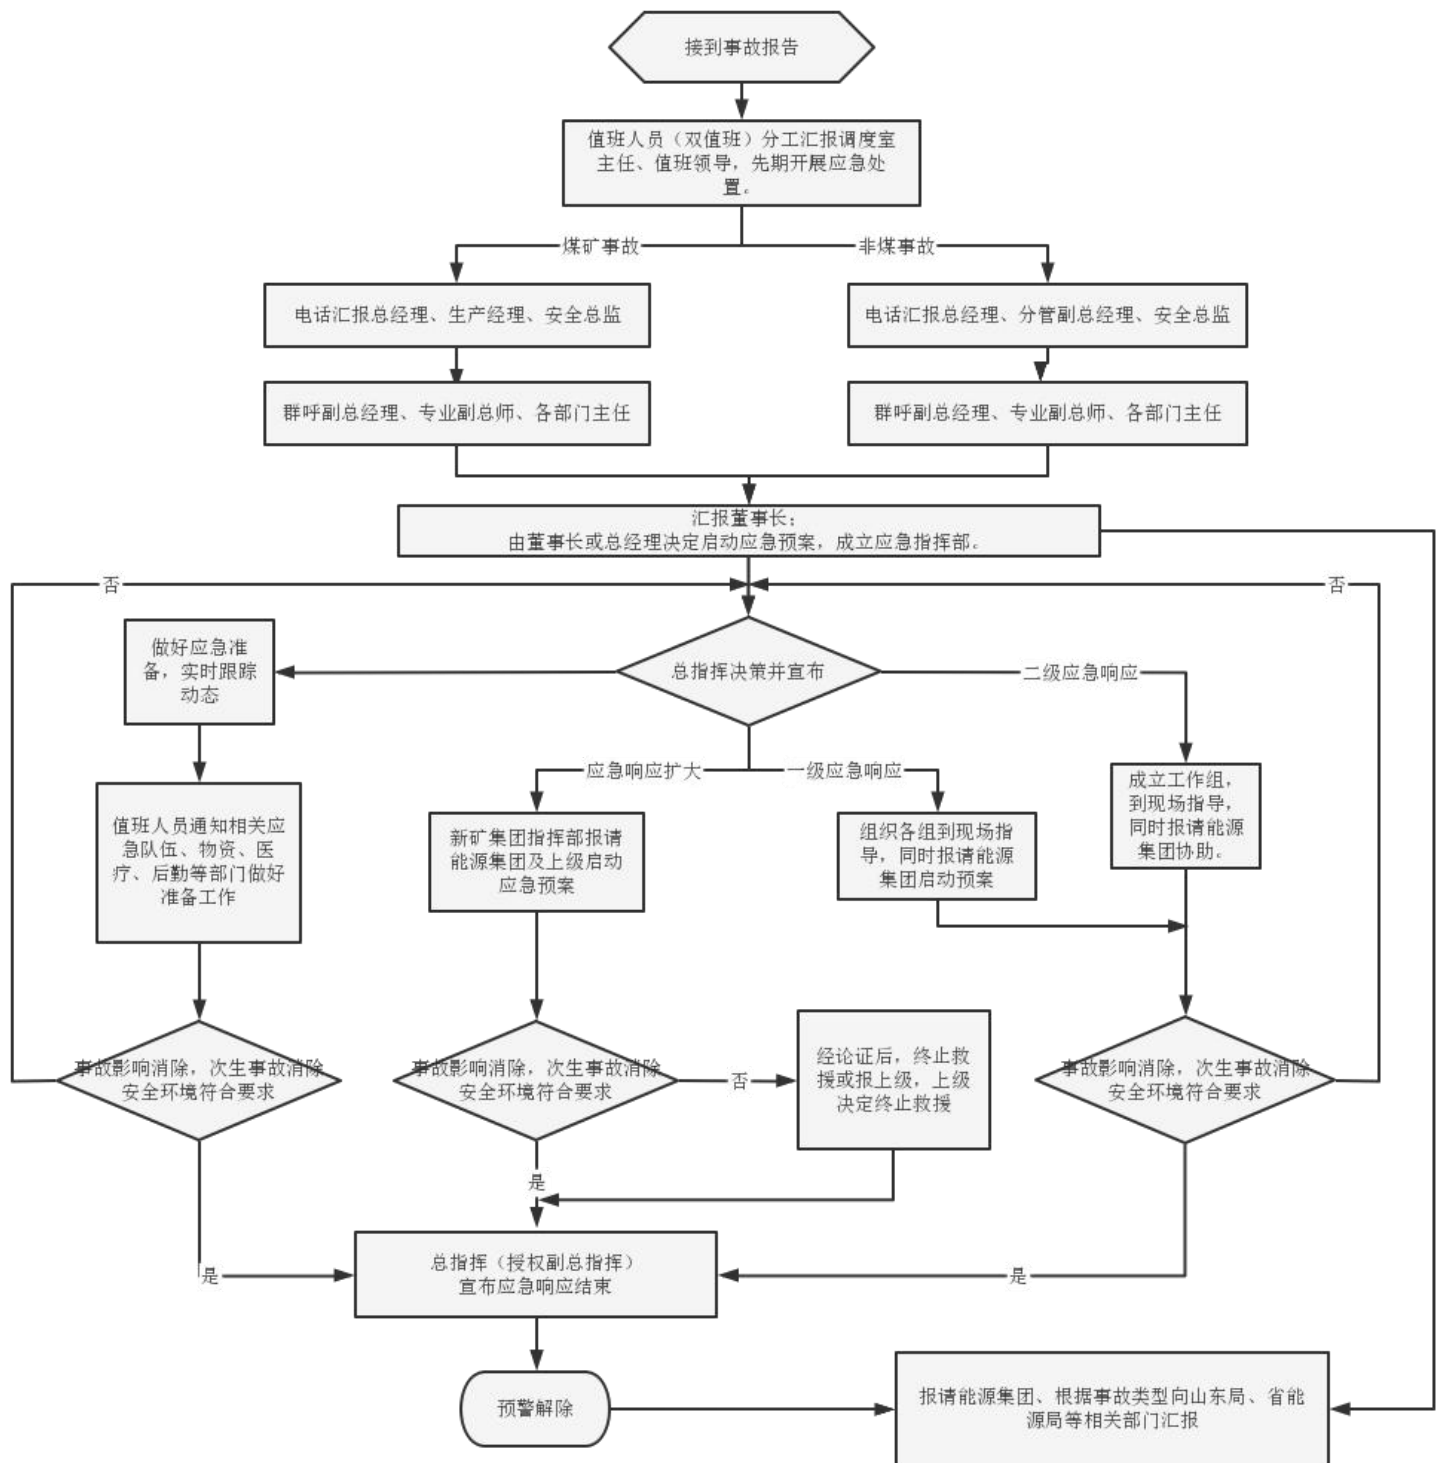 接到事故报告
值班人员（双值班）分工汇报调度室
主任、值班领导，先期开展应急处
置。
煤矿事故
非煤事故
电话汇报总经理、生产经理、安全总监
电话汇报总经理、分管副总经理、安全总监
群呼副总经理、专业副总师、各部门主任
群呼副总经理、专业副总师、各部门主任
汇报董事长；
由董事长或总经理决定启动应急预案，成立应急指挥部。
否
否
做好应急准
备，实时跟踪
动态
总指挥决策并宣布
二级应急响应
应急响应扩大
一级应急响应
值班人员通知相关应
急队伍、物资、医
疗、后勤等部门做好
准备工作
新矿集团指挥部报请
能源集团及上级启动
应急预案
组织各组到现场指
导，同时报请能源
集团启动预案
成立工作组，
到现场指导，
同时报请能源
集团协助。
事故影响消除，次生事故消除
安全环境符合要求
事故影响消除，次生事故消除
安全环境符合要求
否
经论证后，终止救
援或报上级，上级
决定终止救援
事故影响消除，次生事故消除
安全环境符合要求
是
是
总指挥（授权副总指挥）
宣布应急响应结束
是
预警解除
报请能源集团、根据事故类型向山东局、省能
源局等相关部门汇报